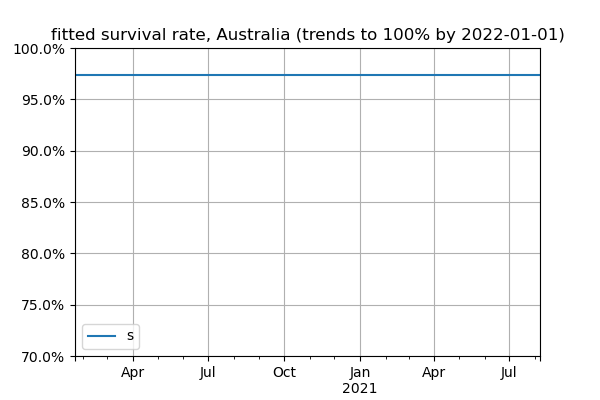 fitted survival rate, Australia (trends to 100% by 2022-01-01)
100.0%
95.0%
90.0%
85.0%
80.0%
75.0%
70.0%
s
Apr Jul Oct Jan Apr Jul
2021